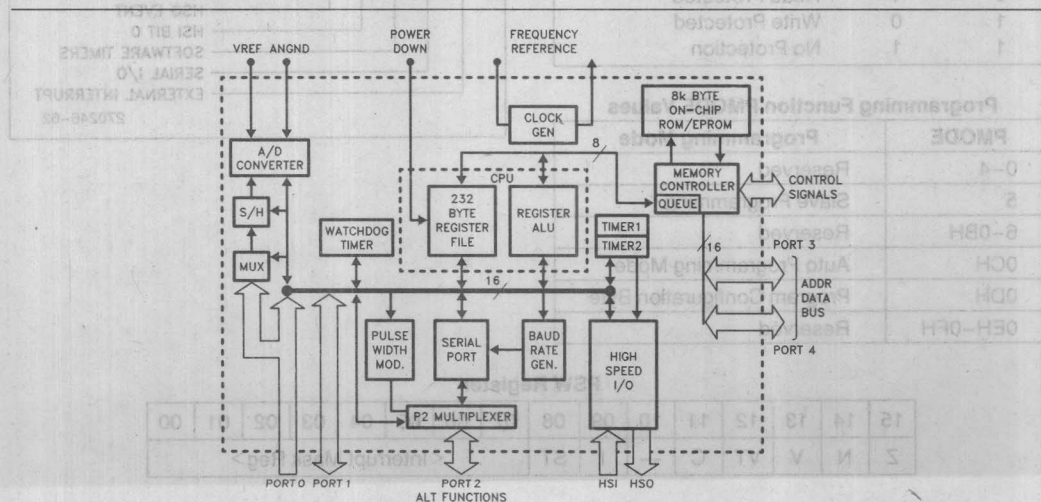 HSO EVENT
HSI BIT 0
SOFTWARE TIMERS
SERIAL I/O
EXTERNAL INTERRUPT
270246-62
1 0 Write Protected
1 1 No Protection
VREF ANGND
POWER
DOWN
FREQUENCY
REFERENCE
CLOCK
GEN
8k BYTE
ON-CHIP
ROM/EPROM
Programming Function PMODE Values
PMODE Programming Mode
0-4 Reserved
5 Slave Programming
6-0BH Reserved
0CH Auto Programming Mode
0DH Program Configuration Byte
0EH-0FH Reserved
A/D
CONVERTER
S/H
MUX
WATCHDOG
TIMER
CPU
232
BYTE
REGISTER
FILE
REGISTER
ALU
8
MEMORY
CONTROLLER
QUEUE
CONTROL
SIGNALS
TIMER1
TIMER2
16
PORT 3
ADDR
DATA
BUS
PORT 4
16
PULSE
WIDTH
MOD.
SERIAL
PORT
BAUD
RATE
GEN.
HIGH
SPEED
I/O
P2 MULTIPLEXER
PSW Register
15 14 13 12 11 10 09 08 04 03 02 01 00
Z N V VT C – I ST < Interrupt Mask Reg >
PORT 0 PORT 1
PORT 2
ALT FUNCTIONS
HSI HSO